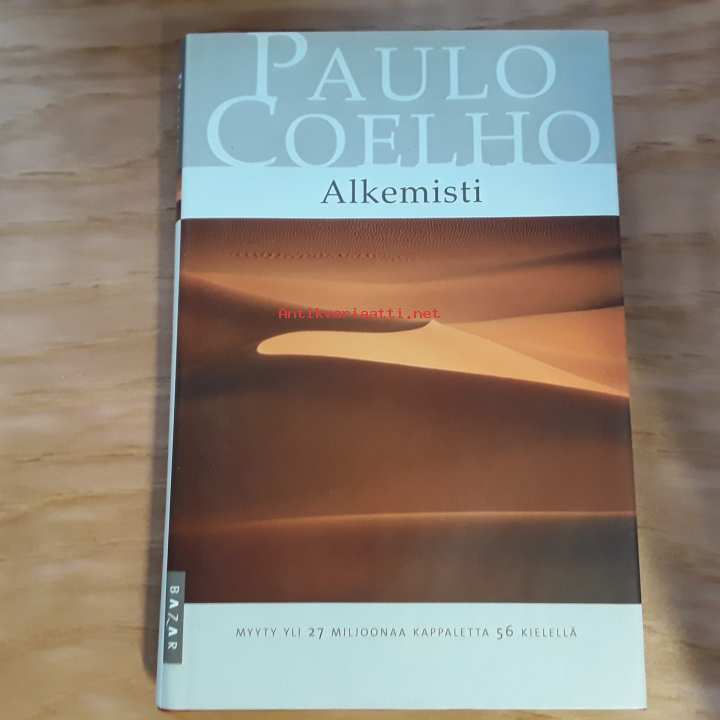 PAULO
COELHO
Alkemisti
Antikvariaatti.net
MYYTY YLI 27 MILJOONAA KAPPALETTA 56 KIELELLÄ
BAZAR